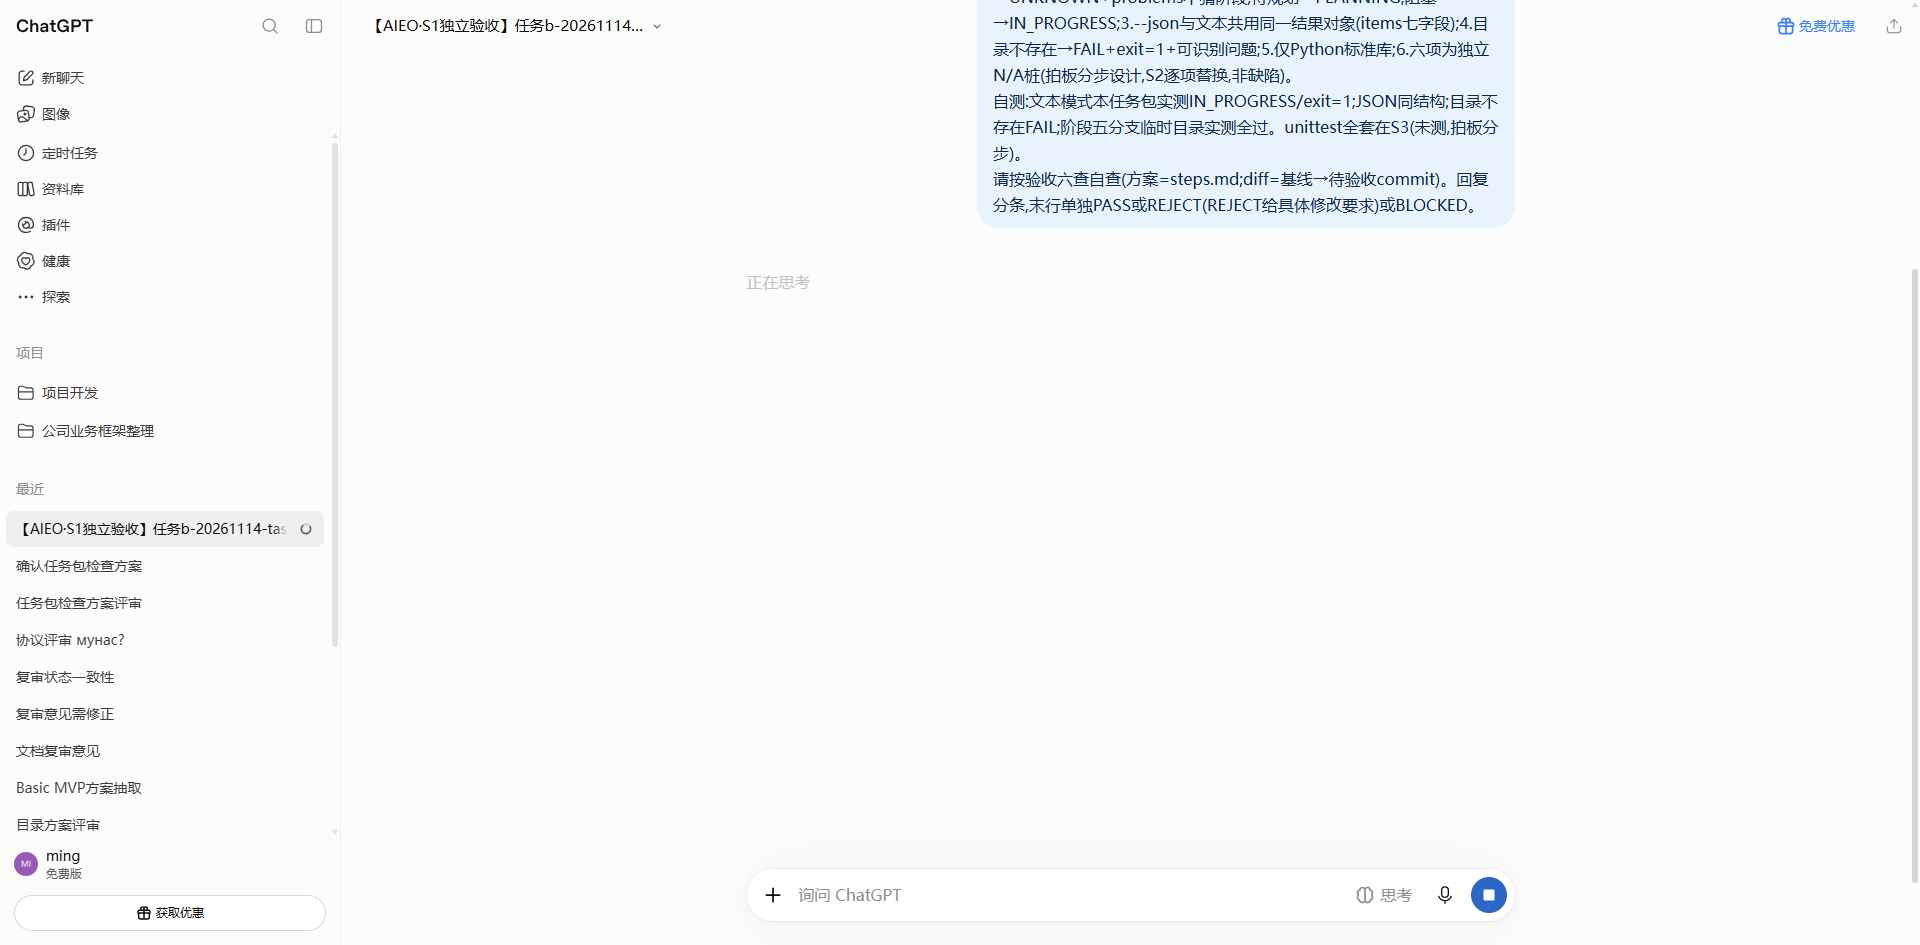 ChatGPT
新聊天
图像
定时任务
资料库
插件
健康
探索
项目
项目开发
公司业务框架整理
最近
【AIEO·S1独立验收】任务b-20261114-tas
确认任务包检查方案
任务包检查方案评审
协议评审 мунас?
复审状态一致性
复审意见需修正
文档复审意见
Basic MVP方案抽取
目录方案评审
MI
ming
免费版
获取优惠
【AIEO·S1独立验收】任务b-20261114...
免费优惠
→IN_PROGRESS;3.--json与文本共用同一结果对象(items七字段);4.目
录不存在→FAIL+exit=1+可识别问题;5.仅Python标准库;6.六项为独立
N/A桩(拍板分步设计,S2逐项替换,非缺陷)。
自测:文本模式本任务包实测IN_PROGRESS/exit=1;JSON同结构;目录不
存在FAIL;阶段五分支临时目录实测全过。unittest全套在S3(未测,拍板分
步)。
请按验收六查自查(方案=steps.md;diff=基线→待验收commit)。回复
分条,末行单独PASS或REJECT(REJECT给具体修改要求)或BLOCKED。
正在思考
询问 ChatGPT
思考